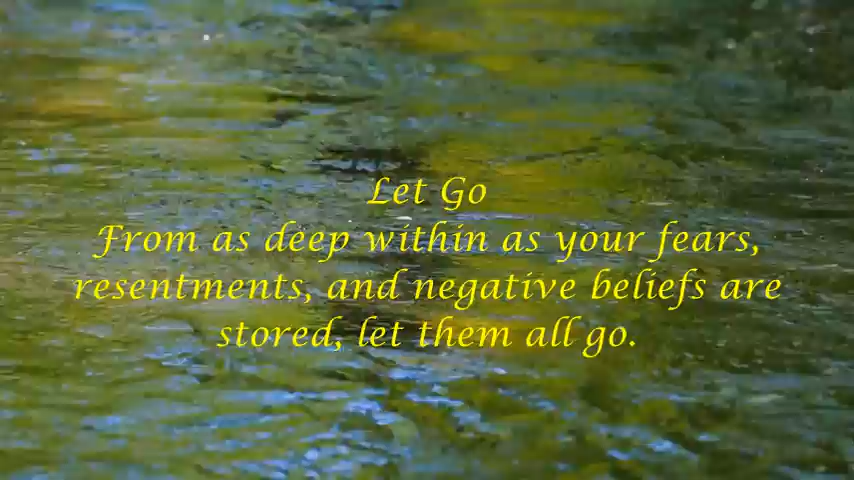 Let Go
From as deep within as your fears,
resentments, and negative beliefs are
stored, let them all go.